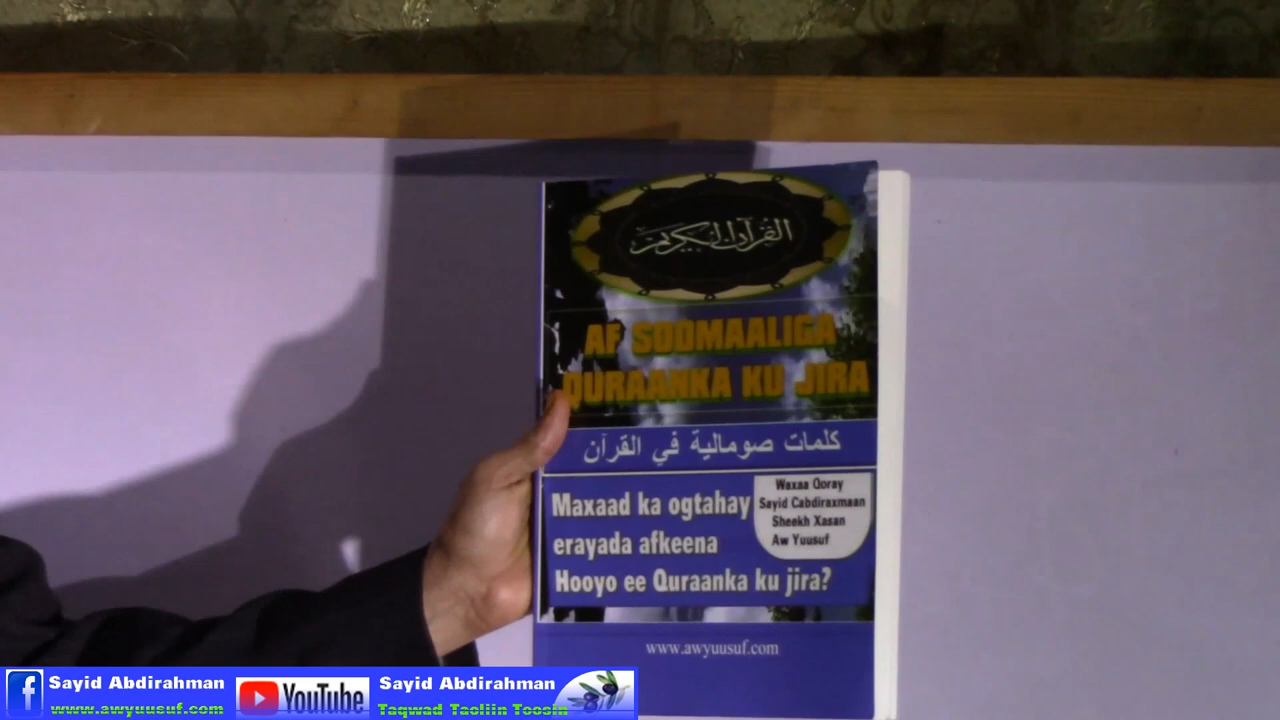 القرآن الكريم
AF SOOMAALIGA
QURAANKA KU JIRA
كلمات صومالية في القرآن
Maxaad ka ogtahay
erayada afkeena
Hooyo ee Quraanka ku jira?
Waxaa Qoray
Sayid Cabdiraxmaan
Sheekh Xasan
Aw Yuusuf
www.awyuusuf.com
Sayid Abdirahman
www.awyuusuf.com
YouTube
Sayid Abdirahman
Taqwad Taoliin Toosin